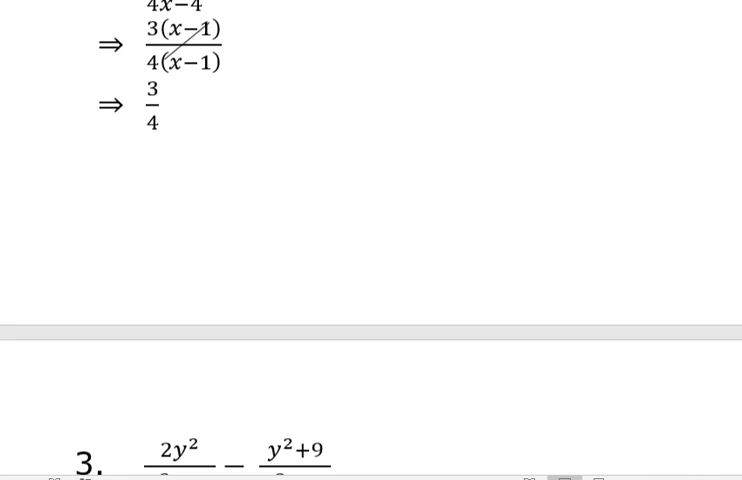 4x−4
⇒ 3(x−1)
4(x−1)
⇒ 3
4
3. 2y² − y²+9